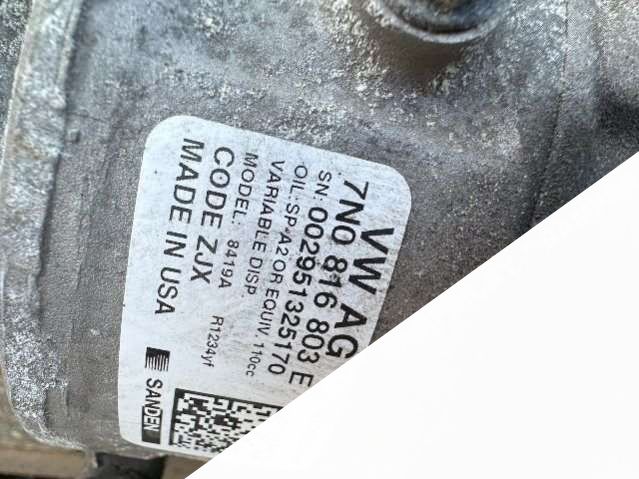 VW AG
7N0 816 803 E
SN: 002951325170
OIL:SP-A2 OR EQUIV. 110cc
VARIABLE DISP
MODEL: 8419A R1234yf
CODE ZJX
MADE IN USA
SANDEN